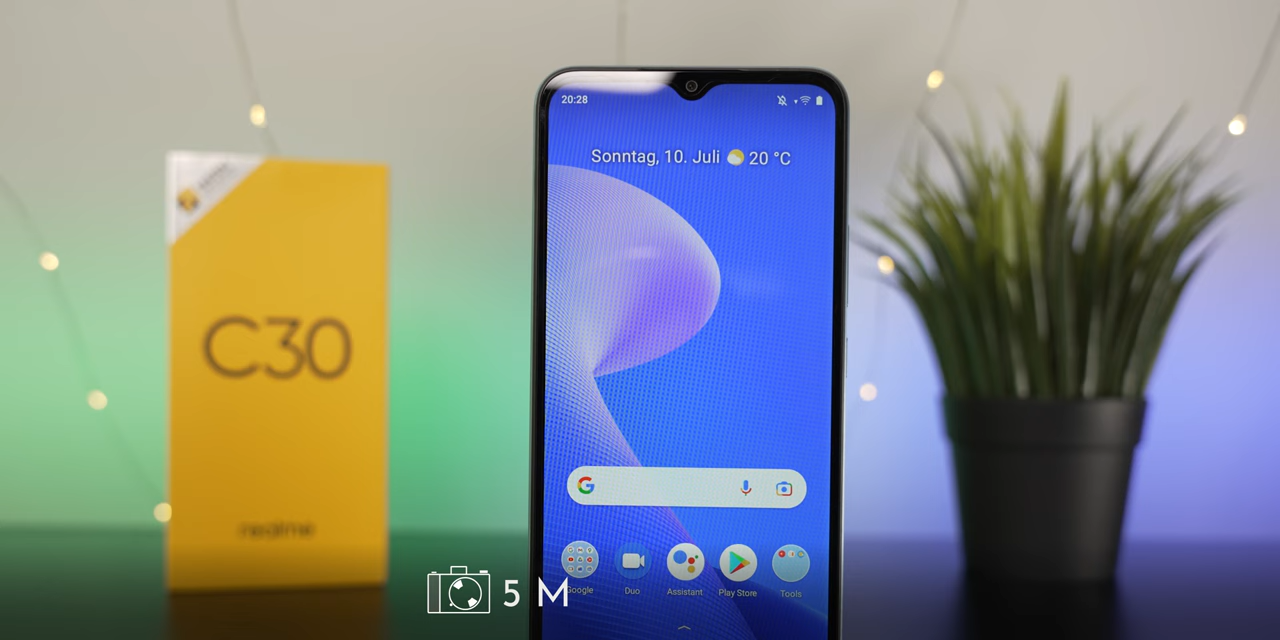 20:28
Sonntag, 10. Juli 20 °C
C30
realme
Google
Duo
Assistant
Play Store
Tools
5 M